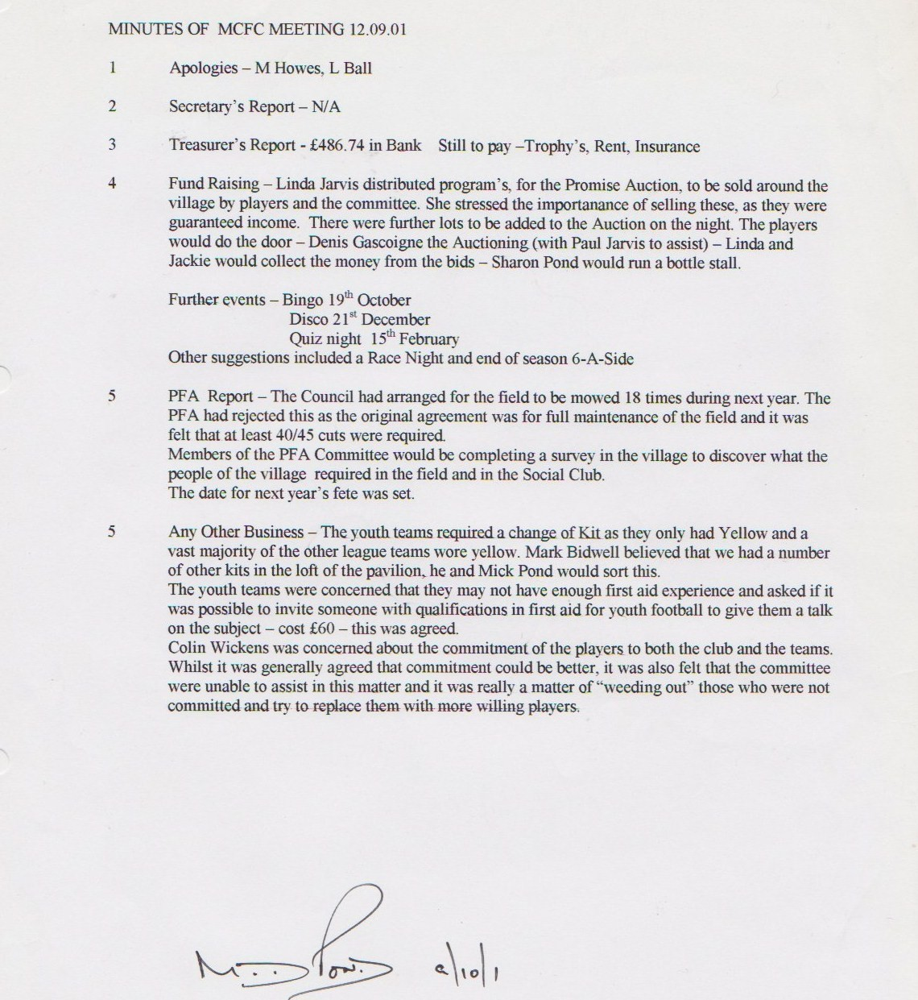 MINUTES OF MCFC MEETING 12.09.01
1 Apologies – M Howes, L Ball
2 Secretary's Report – N/A
3 Treasurer's Report - £486.74 in Bank Still to pay –Trophy's, Rent, Insurance
4 Fund Raising – Linda Jarvis distributed program's, for the Promise Auction, to be sold around the
village by players and the committee. She stressed the importanance of selling these, as they were
guaranteed income. There were further lots to be added to the Auction on the night. The players
would do the door – Denis Gascoigne the Auctioning (with Paul Jarvis to assist) – Linda and
Jackie would collect the money from the bids – Sharon Pond would run a bottle stall.
Further events – Bingo 19th October
Disco 21st December
Quiz night 15th February
Other suggestions included a Race Night and end of season 6-A-Side
5 PFA Report – The Council had arranged for the field to be mowed 18 times during next year. The
PFA had rejected this as the original agreement was for full maintenance of the field and it was
felt that at least 40/45 cuts were required.
Members of the PFA Committee would be completing a survey in the village to discover what the
people of the village required in the field and in the Social Club.
The date for next year's fete was set.
5 Any Other Business – The youth teams required a change of Kit as they only had Yellow and a
vast majority of the other league teams wore yellow. Mark Bidwell believed that we had a number
of other kits in the loft of the pavilion, he and Mick Pond would sort this.
The youth teams were concerned that they may not have enough first aid experience and asked if it
was possible to invite someone with qualifications in first aid for youth football to give them a talk
on the subject – cost £60 – this was agreed.
Colin Wickens was concerned about the commitment of the players to both the club and the teams.
Whilst it was generally agreed that commitment could be better, it was also felt that the committee
were unable to assist in this matter and it was really a matter of "weeding out" those who were not
committed and try to replace them with more willing players.
M. D Pond